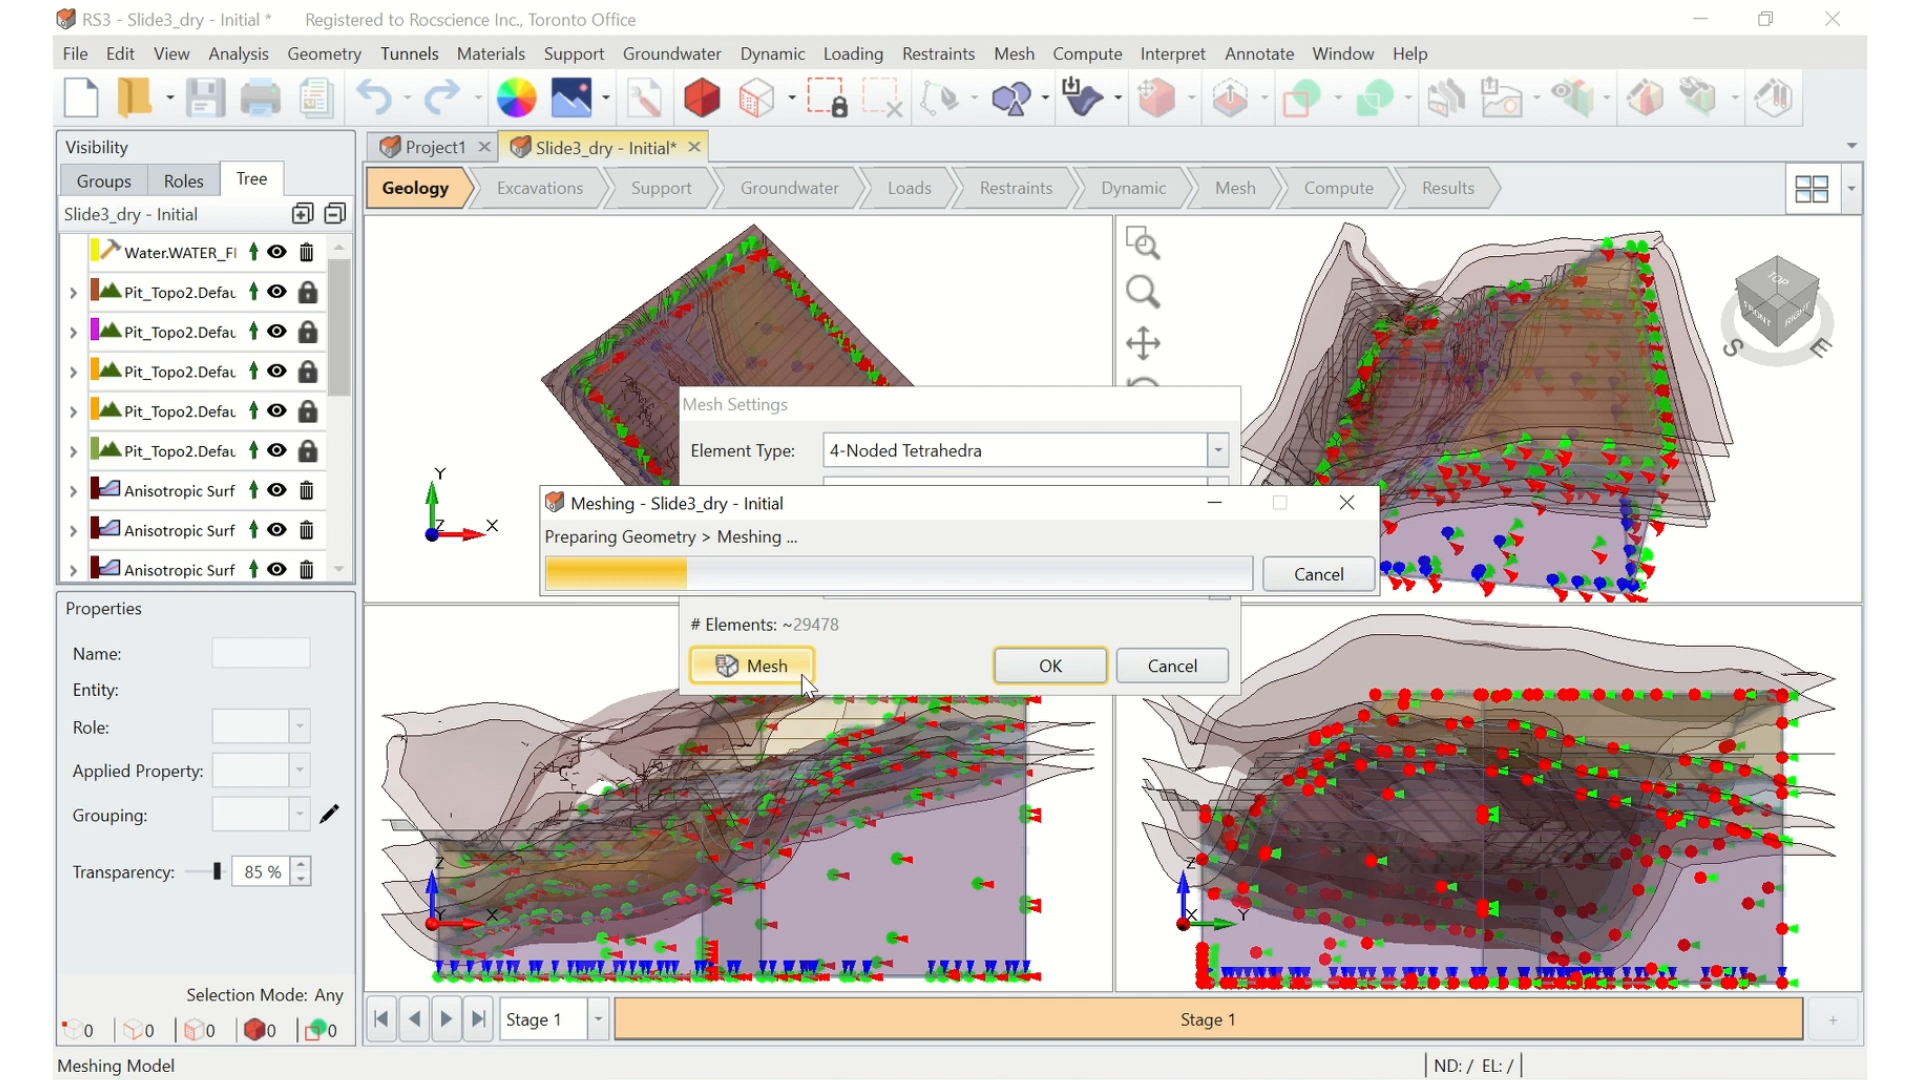 RS3 - Slide3_dry - Initial * Registered to Rocscience Inc., Toronto Office
File Edit View Analysis Geometry Tunnels Materials Support Groundwater Dynamic Loading Restraints Mesh Compute Interpret Annotate Window Help
Visibility
Groups Roles Tree
Slide3_dry - Initial
Water.WATER_FI
Pit_Topo2.Defau
Pit_Topo2.Defau
Pit_Topo2.Defau
Pit_Topo2.Defau
Pit_Topo2.Defau
Anisotropic Surf
Anisotropic Surf
Anisotropic Surf
Properties
Name:
Entity:
Role:
Applied Property:
Grouping:
Transparency: 85 %
Selection Mode: Any
0 0 0 0 0
Meshing Model
Project1 Slide3_dry - Initial*
Geology Excavations Support Groundwater Loads Restraints Dynamic Mesh Compute Results
TOP
FRONT RIGHT
S E
Y
Z X
Mesh Settings
Element Type: 4-Noded Tetrahedra
Meshing - Slide3_dry - Initial
Preparing Geometry > Meshing ...
Cancel
# Elements: ~29478
Mesh OK Cancel
Z
Y X
Z
X Y
Stage 1 Stage 1
ND: / EL: /